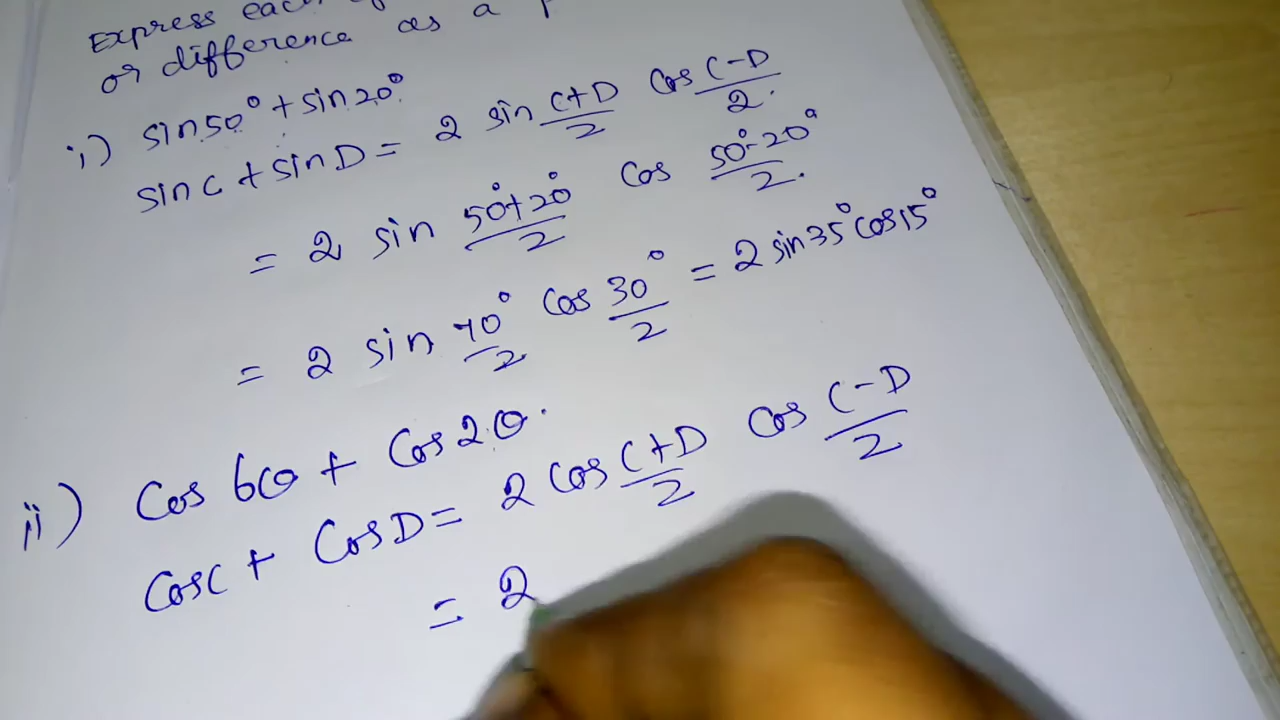 Express each
or difference as a
i) sin50° + sin20°
sinC + sinD = 2 sin C+D/2 cos C-D/2.
= 2 sin 50°+20°/2 cos 50°-20°/2.
= 2 sin 70°/2 cos 30°/2 = 2 sin35° cos15°
ii) Cos 6θ + Cos 2θ.
Cosc + CosD = 2 Cos C+D/2 Cos C-D/2
= 2